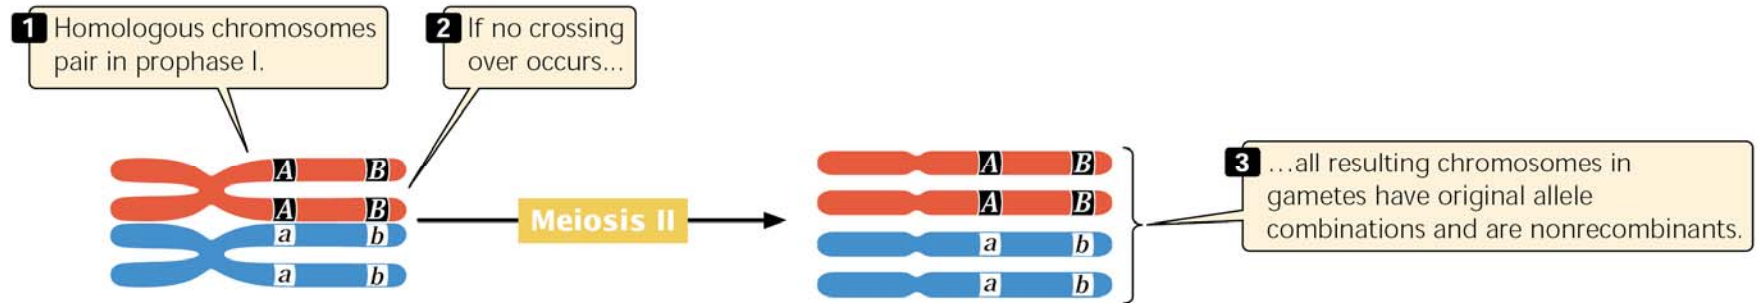 1 Homologous chromosomes
pair in prophase I.
2 If no crossing
over occurs...
A B
A B
a b
a b
Meiosis II
A B
A B
a b
a b
3 ...all resulting chromosomes in
gametes have original allele
combinations and are nonrecombinants.